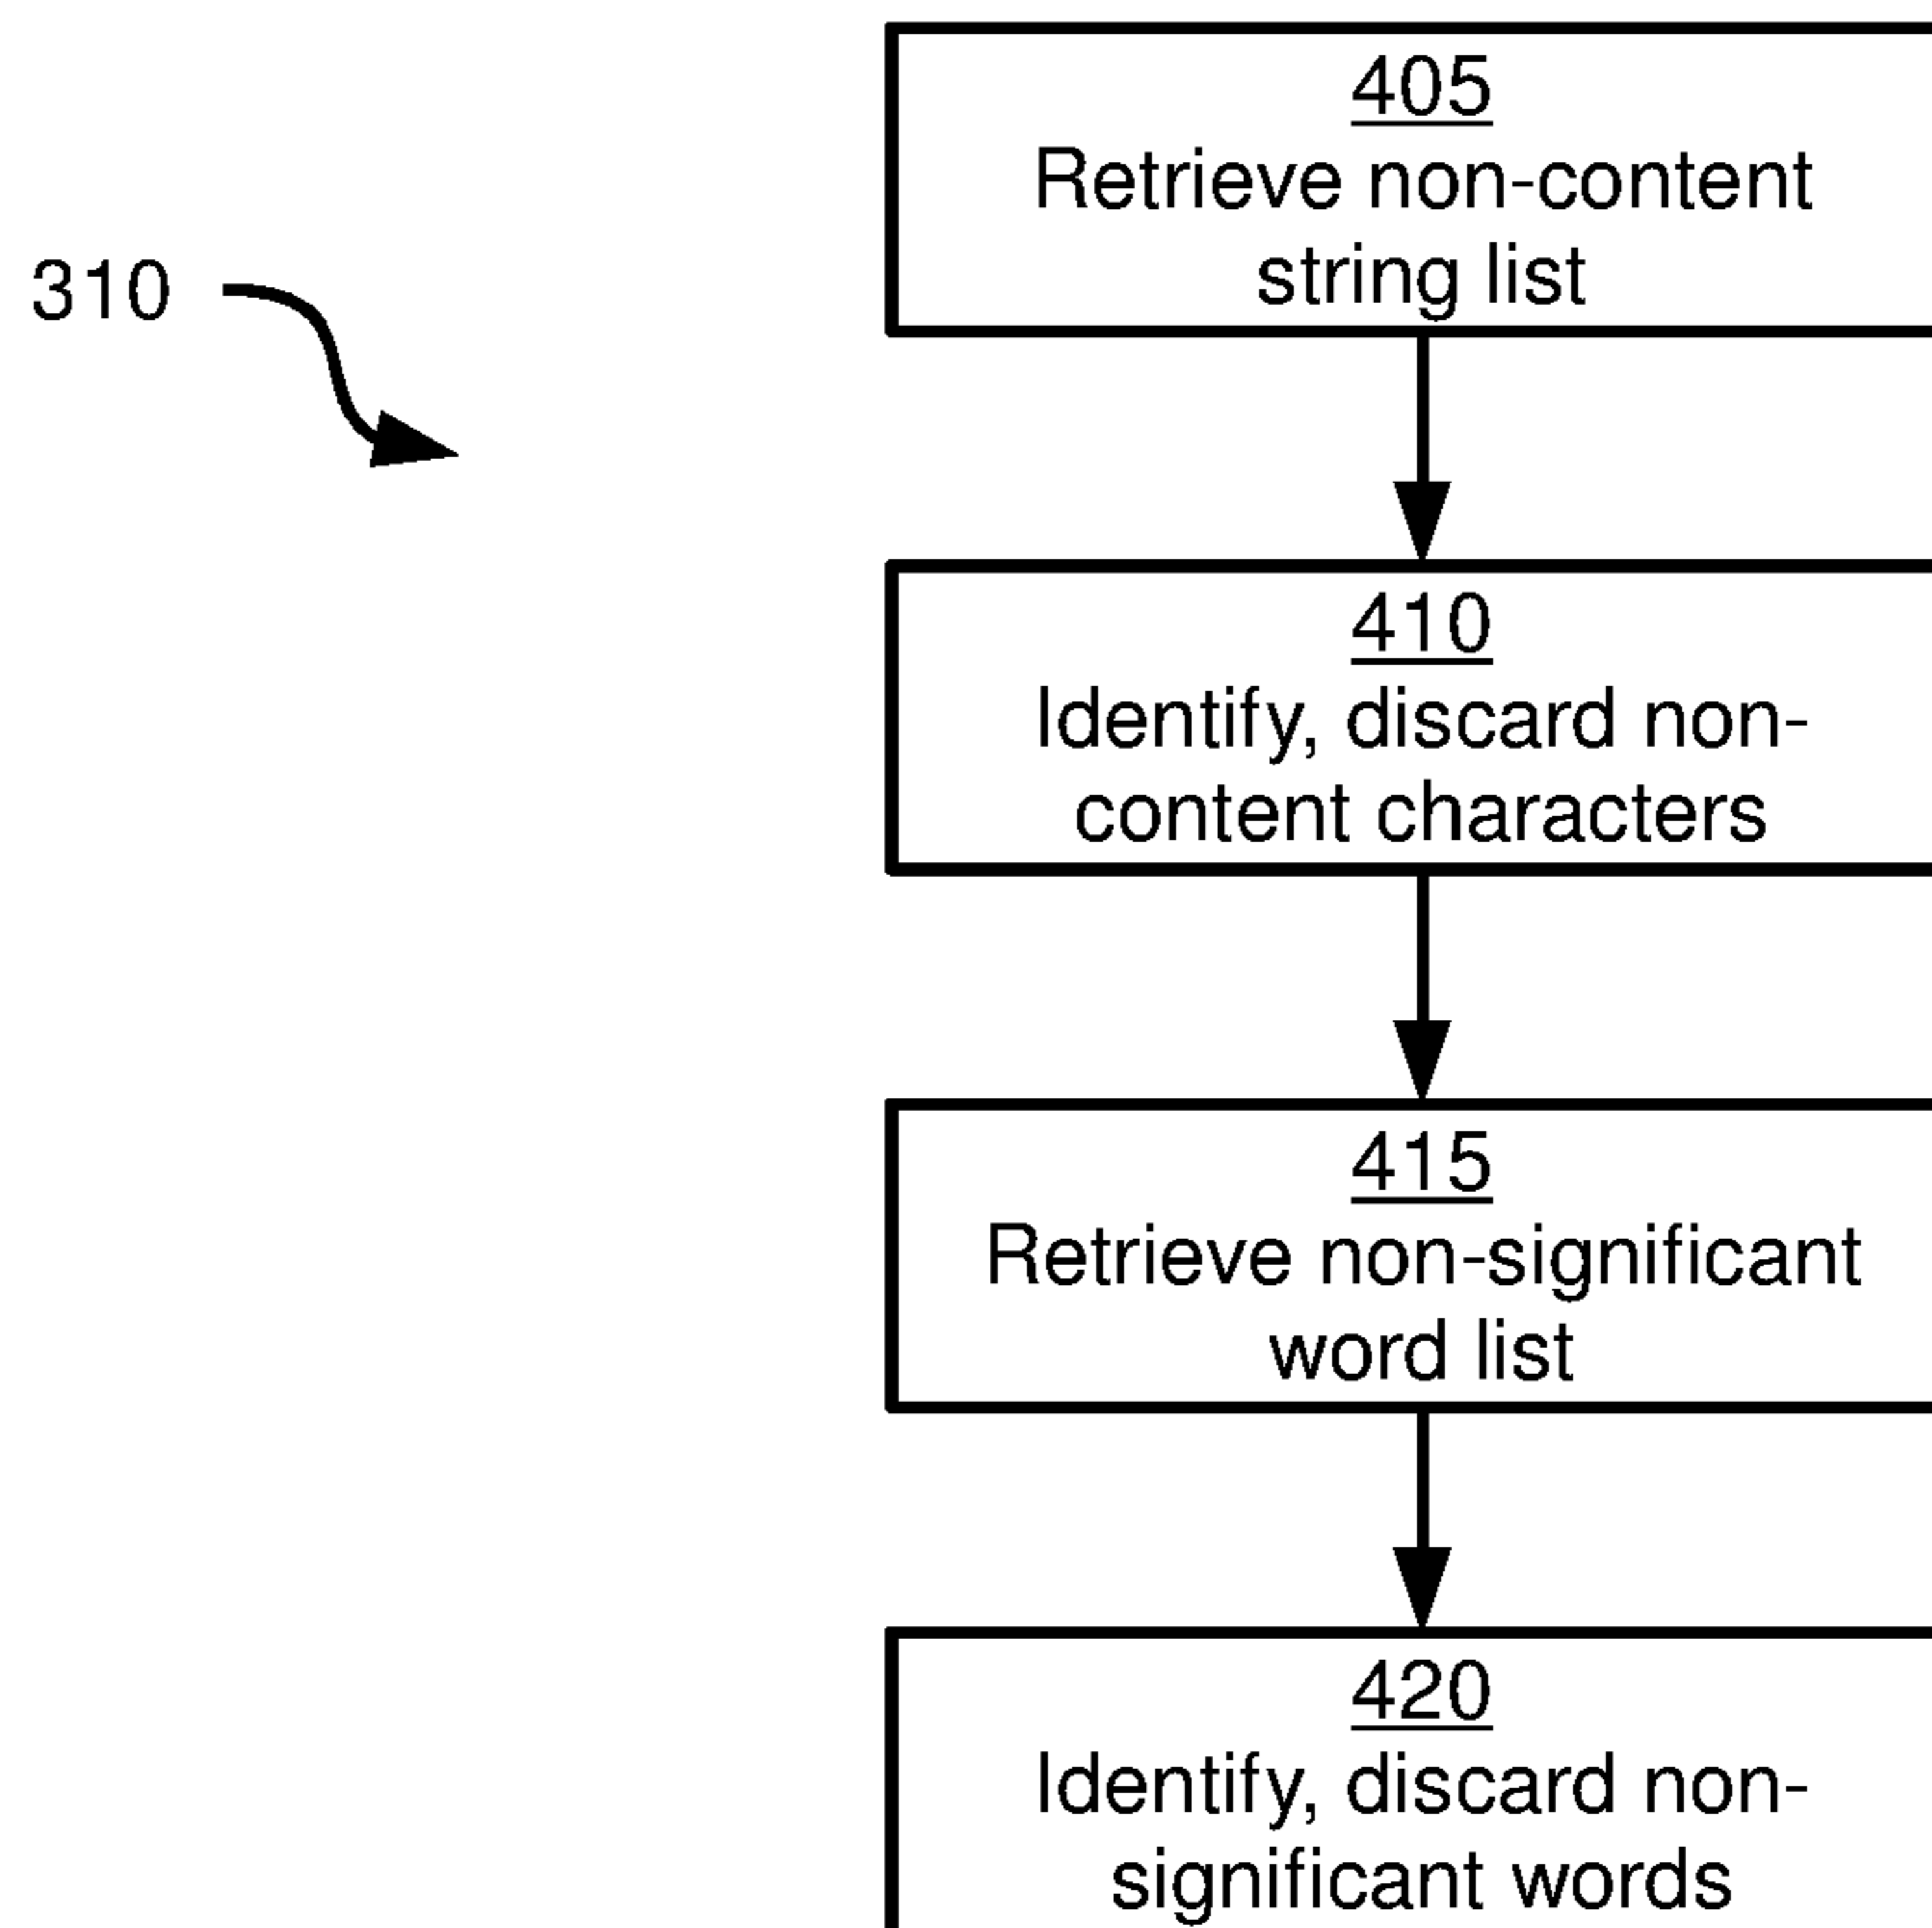 405
Retrieve non-content
string list
310
410
Identify, discard non-
content characters
415
Retrieve non-significant
word list
420
Identify, discard non-
significant words